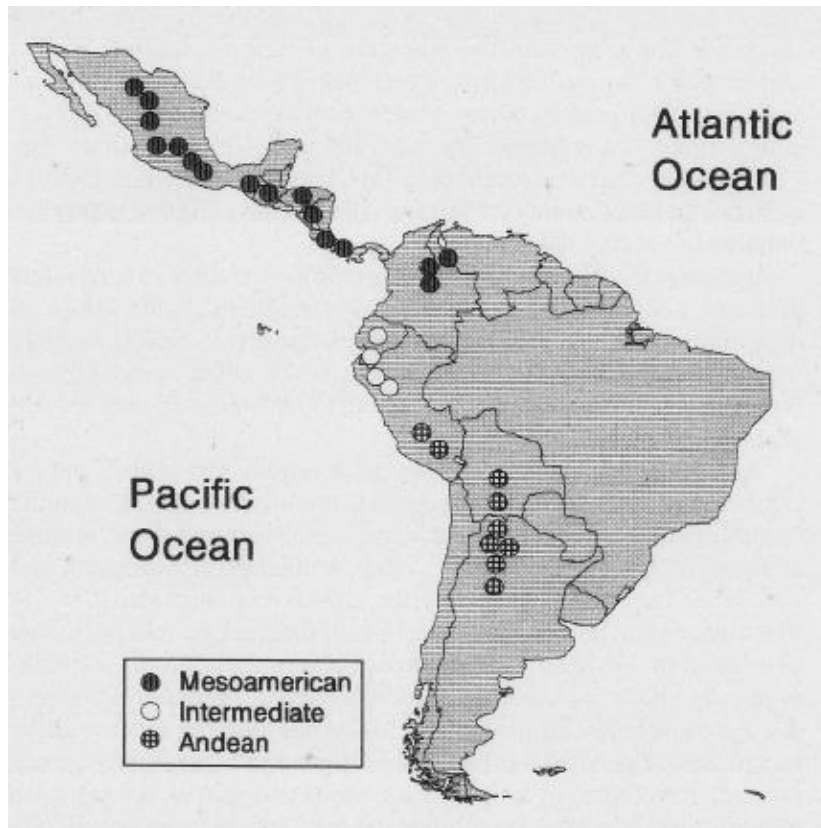 Atlantic
Ocean
Pacific
Ocean
Mesoamerican
Intermediate
Andean